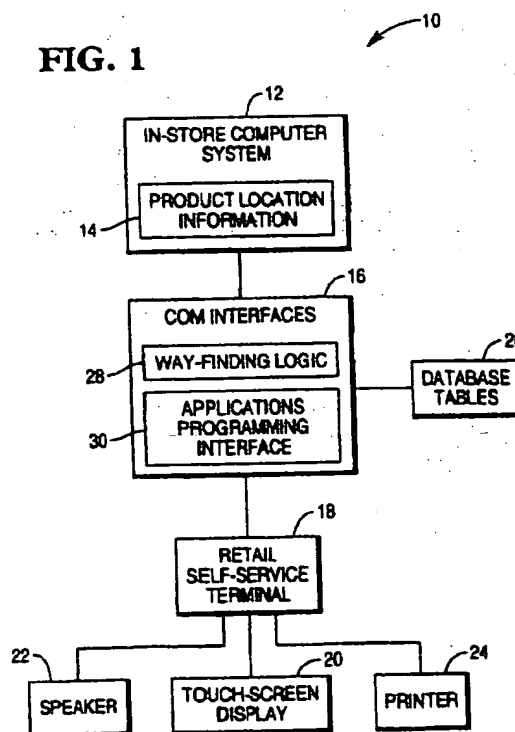 10
FIG. 1
12
IN-STORE COMPUTER
SYSTEM
PRODUCT LOCATION
INFORMATION
14
16
COM INTERFACES
WAY-FINDING LOGIC
28
DATABASE
TABLES
APPLICATIONS
PROGRAMMING
INTERFACE
30
18
RETAIL
SELF-SERVICE
TERMINAL
22
20
24
SPEAKER
TOUCH-SCREEN
DISPLAY
PRINTER